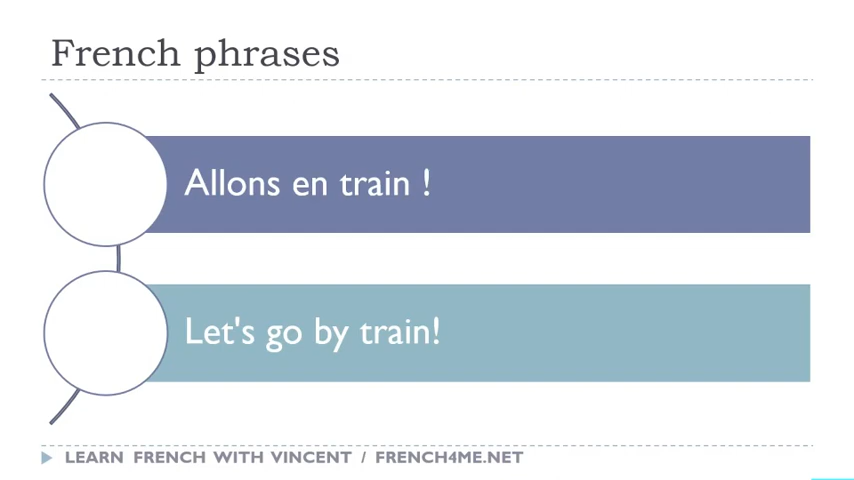 French phrases
Allons en train !
Let's go by train!
LEARN FRENCH WITH VINCENT / FRENCH4ME.NET